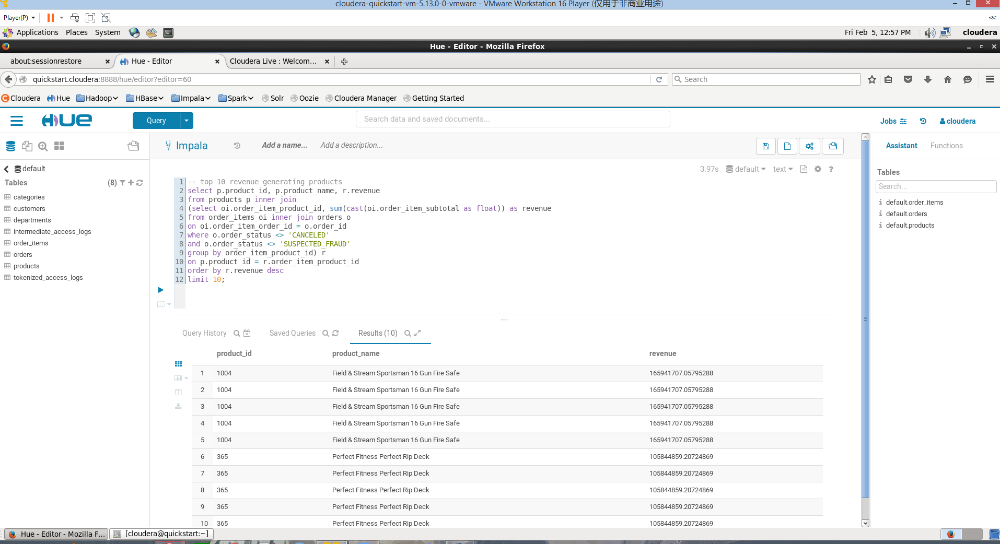 cloudera-quickstart-vm-5.13.0-0-vmware - VMware Workstation 16 Player (仅用于非商业用途)
Player(P)
Applications Places System
Fri Feb 5, 12:57 PM cloudera
Hue - Editor - Mozilla Firefox
about:sessionrestore
Hue - Editor
Cloudera Live : Welcom...
quickstart.cloudera:8888/hue/editor?editor=60
Search
Cloudera Hue Hadoop HBase Impala Spark Solr Oozie Cloudera Manager Getting Started
HUE
Query
Search data and saved documents...
Jobs
cloudera
Impala
Add a name...
Add a description...
Assistant
Functions
default
Tables
(8)
categories
customers
departments
intermediate_access_logs
order_items
orders
products
tokenized_access_logs
3.97s default text ?
1 -- top 10 revenue generating products
2 select p.product_id, p.product_name, r.revenue
3 from products p inner join
4 (select oi.order_item_product_id, sum(cast(oi.order_item_subtotal as float)) as revenue
5 from order_items oi inner join orders o
6 on oi.order_item_order_id = o.order_id
7 where o.order_status <> 'CANCELED'
8 and o.order_status <> 'SUSPECTED_FRAUD'
9 group by order_item_product_id) r
10 on p.product_id = r.order_item_product_id
11 order by r.revenue desc
12 limit 10;
Tables
Search...
default.order_items
default.orders
default.products
Query History
Saved Queries
Results (10)
product_id product_name revenue
1 1004 Field & Stream Sportsman 16 Gun Fire Safe 165941707.05795288
2 1004 Field & Stream Sportsman 16 Gun Fire Safe 165941707.05795288
3 1004 Field & Stream Sportsman 16 Gun Fire Safe 165941707.05795288
4 1004 Field & Stream Sportsman 16 Gun Fire Safe 165941707.05795288
5 1004 Field & Stream Sportsman 16 Gun Fire Safe 165941707.05795288
6 365 Perfect Fitness Perfect Rip Deck 105844859.20724869
7 365 Perfect Fitness Perfect Rip Deck 105844859.20724869
8 365 Perfect Fitness Perfect Rip Deck 105844859.20724869
9 365 Perfect Fitness Perfect Rip Deck 105844859.20724869
10 365 Perfect Fitness Perfect Rip Deck 105844859.20724869
Hue - Editor - Mozilla F...
[cloudera@quickstart:~]